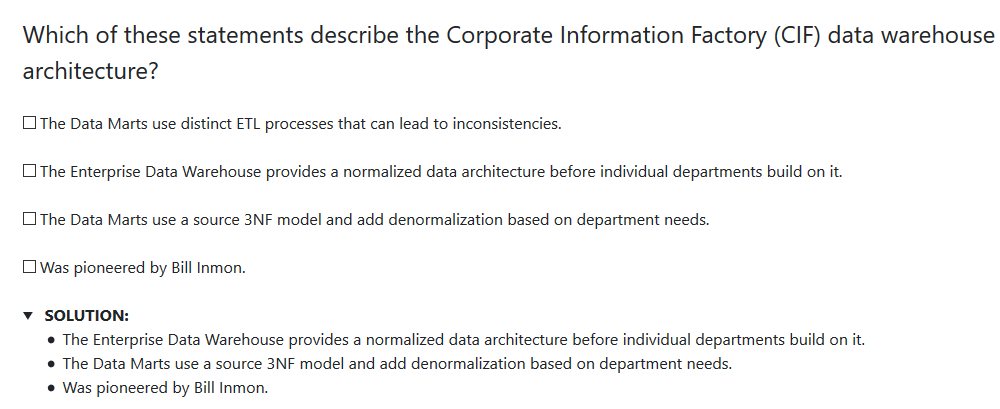 Which of these statements describe the Corporate Information Factory (CIF) data warehouse
architecture?
The Data Marts use distinct ETL processes that can lead to inconsistencies.
The Enterprise Data Warehouse provides a normalized data architecture before individual departments build on it.
The Data Marts use a source 3NF model and add denormalization based on department needs.
Was pioneered by Bill Inmon.
SOLUTION:
The Enterprise Data Warehouse provides a normalized data architecture before individual departments build on it.
The Data Marts use a source 3NF model and add denormalization based on department needs.
Was pioneered by Bill Inmon.